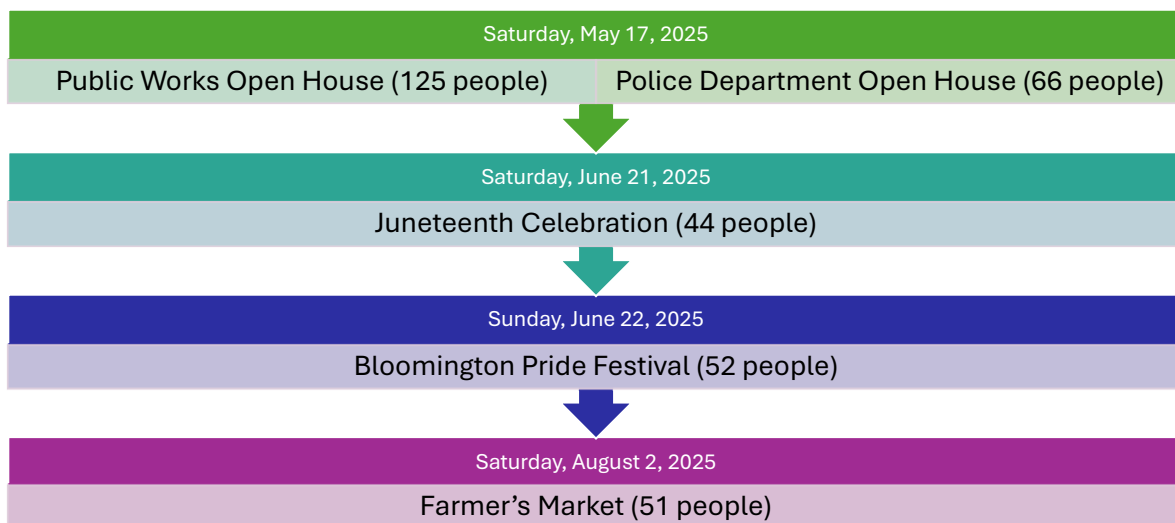 Saturday, May 17, 2025
Public Works Open House (125 people)
Police Department Open House (66 people)
Saturday, June 21, 2025
Juneteenth Celebration (44 people)
Sunday, June 22, 2025
Bloomington Pride Festival (52 people)
Saturday, August 2, 2025
Farmer’s Market (51 people)